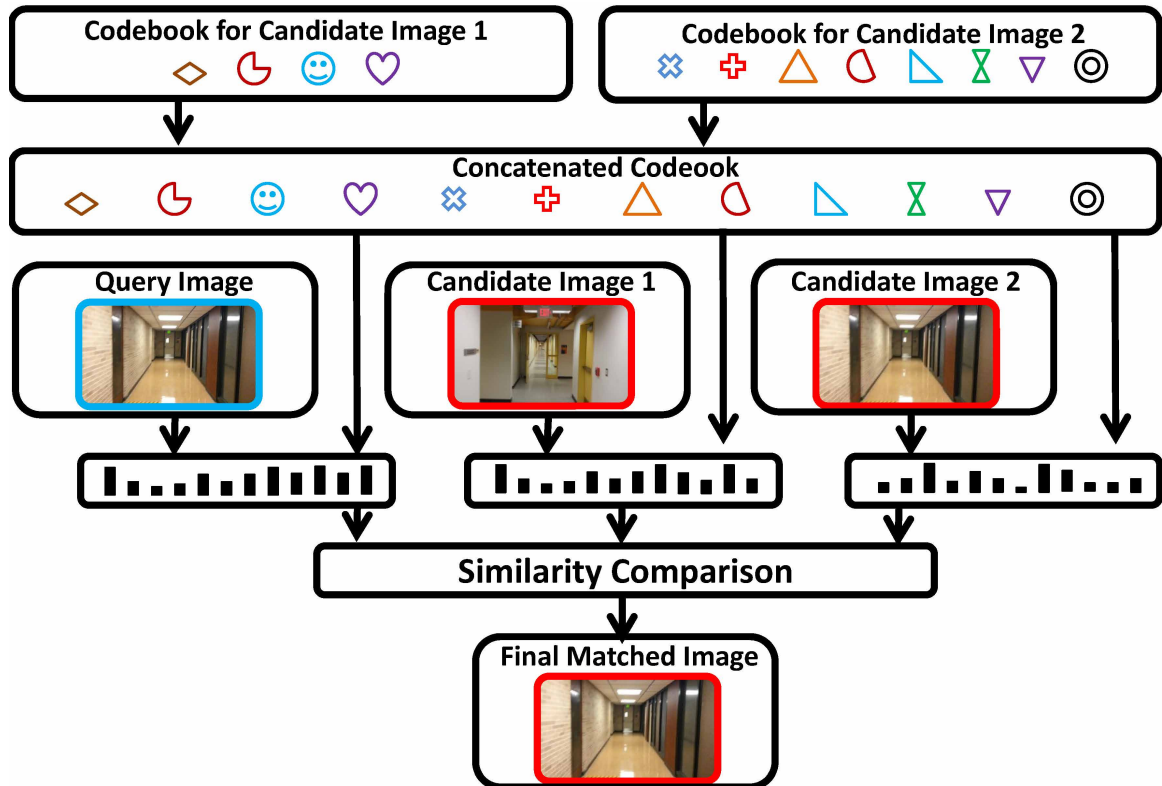 Codebook for Candidate Image 1
Codebook for Candidate Image 2
Concatenated Codeook
Query Image
Candidate Image 1
Candidate Image 2
Similarity Comparison
Final Matched Image